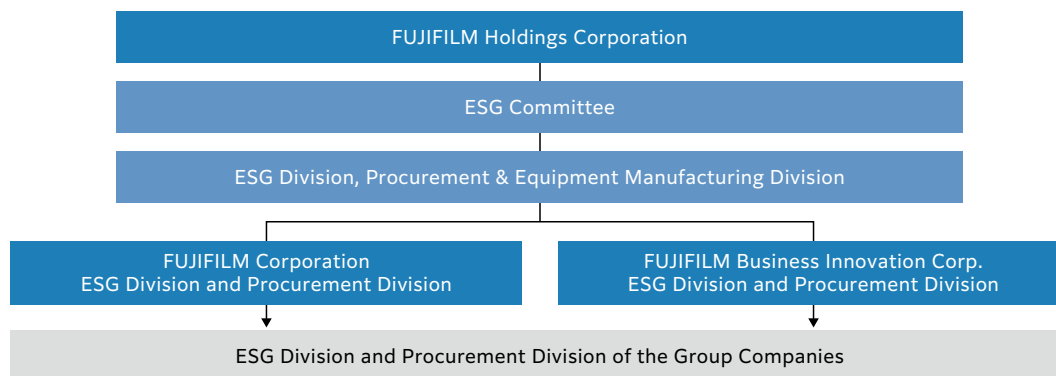 FUJIFILM Holdings Corporation
ESG Committee
ESG Division, Procurement & Equipment Manufacturing Division
FUJIFILM Corporation
ESG Division and Procurement Division
FUJIFILM Business Innovation Corp.
ESG Division and Procurement Division
ESG Division and Procurement Division of the Group Companies